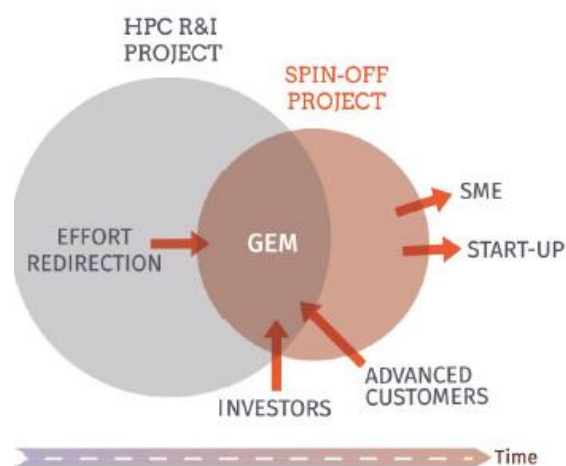 HPC R&I
PROJECT
SPIN-OFF
PROJECT
SME
EFFORT
REDIRECTION
GEM
START-UP
ADVANCED
CUSTOMERS
INVESTORS
Time